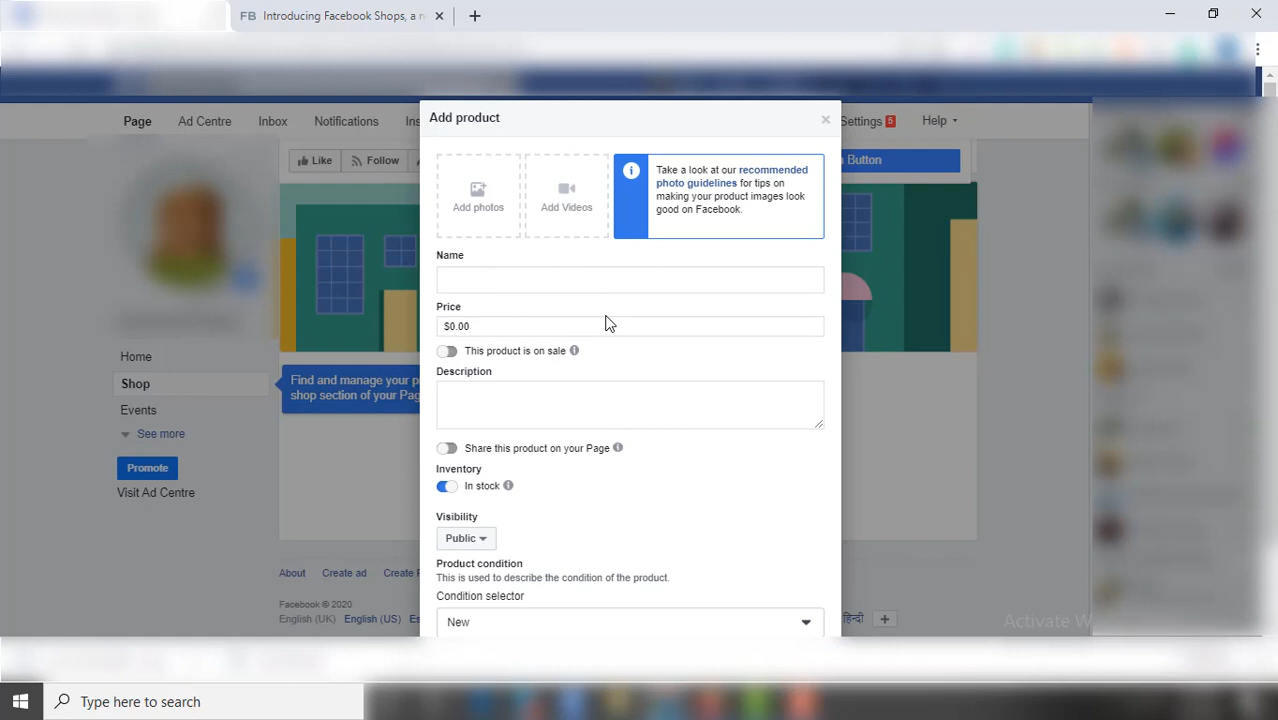 FB Introducing Facebook Shops, a n
Page Ad Centre Inbox Notifications Ins Settings 5 Help
Add product
Like Follow
Button
Add photos
Add Videos
Take a look at our recommended
photo guidelines for tips on
making your product images look
good on Facebook.
Name
Price
$0.00
This product is on sale
Description
Home
Shop
Events
See more
Promote
Visit Ad Centre
Find and manage your p
shop section of your Pag
Share this product on your Page
Inventory
In stock
Visibility
Public
Product condition
This is used to describe the condition of the product.
Condition selector
New
About Create ad Create
Facebook © 2020
English (UK) English (US) Es हिन्दी
Activate W
Type here to search